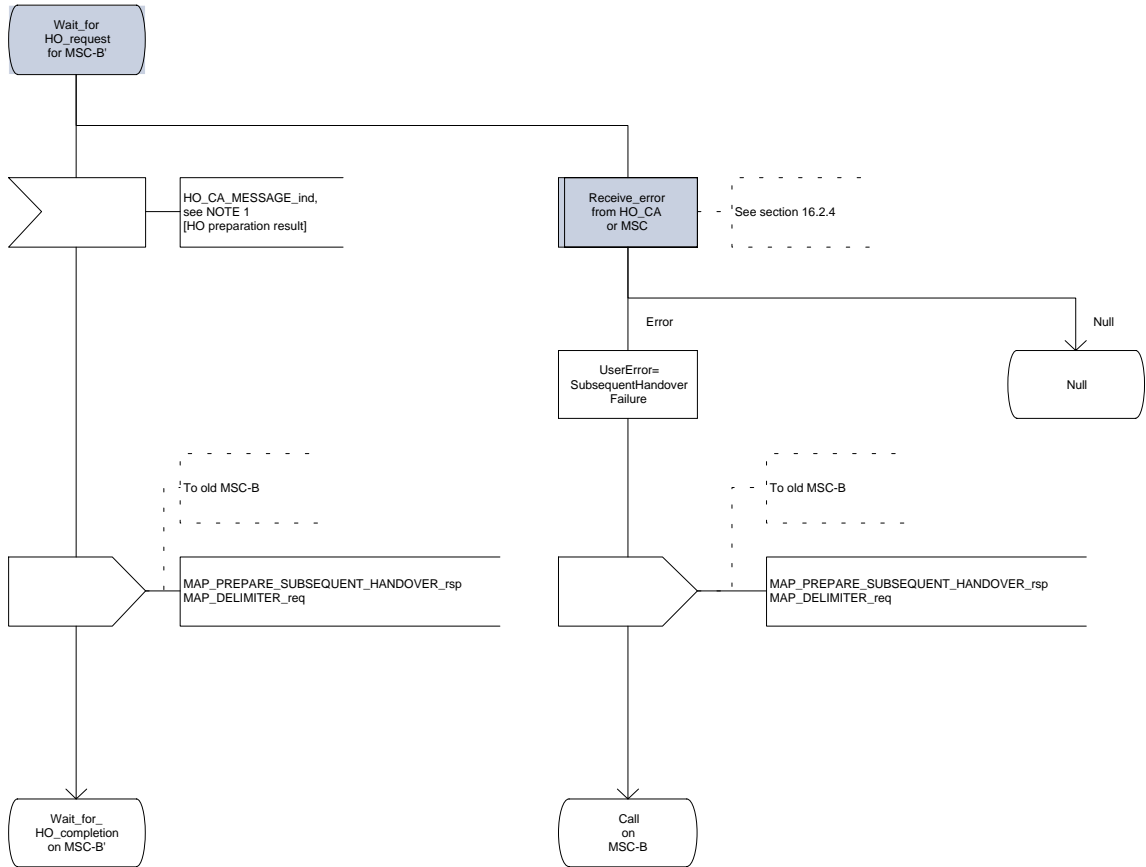 Wait_for
HO_request
for MSC-B'
HO_CA_MESSAGE_ind,
see NOTE 1
[HO preparation result]
Receive_error
from HO_CA
or MSC
See section 16.2.4
Error
Null
UserError=
SubsequentHandover
Failure
Null
To old MSC-B
To old MSC-B
MAP_PREPARE_SUBSEQUENT_HANDOVER_rsp
MAP_DELIMITER_req
MAP_PREPARE_SUBSEQUENT_HANDOVER_rsp
MAP_DELIMITER_req
Wait_for_
HO_completion
on MSC-B'
Call
on
MSC-B